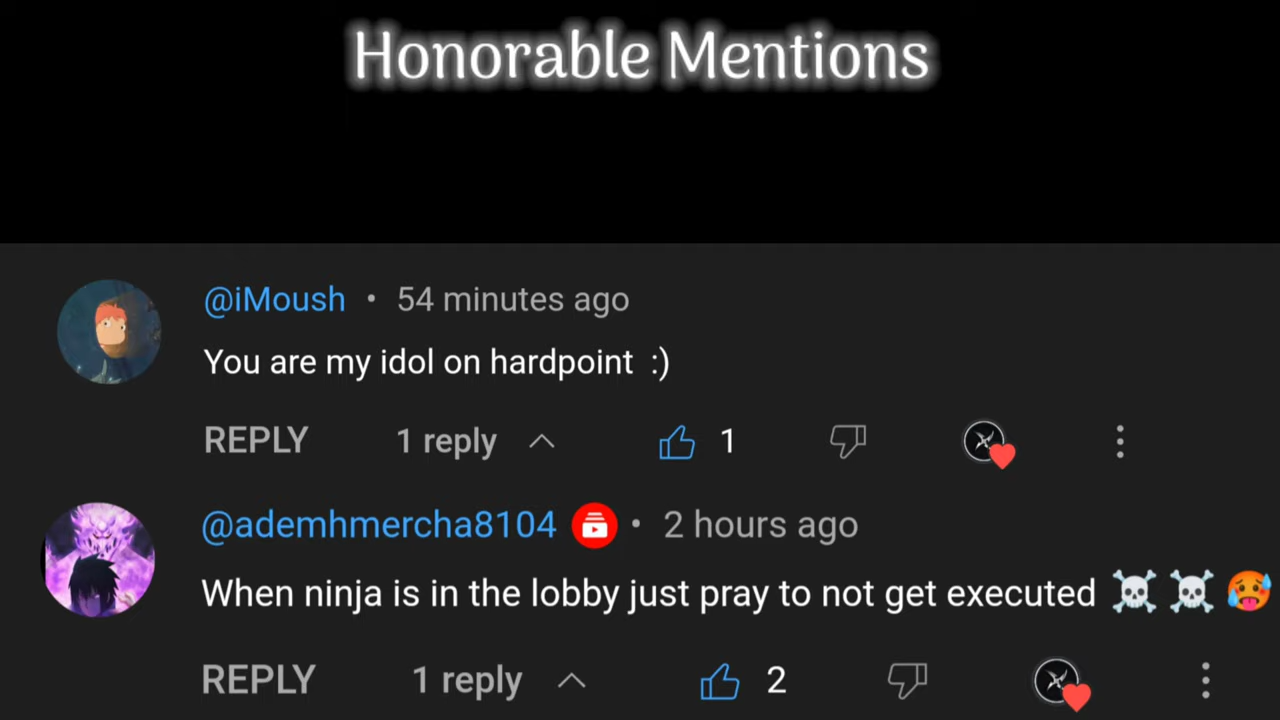 Honorable Mentions
@iMoush • 54 minutes ago
You are my idol on hardpoint :)
REPLY 1 reply 1
@ademhmercha8104 • 2 hours ago
When ninja is in the lobby just pray to not get executed ☠️ ☠️ 🥵
REPLY 1 reply 2